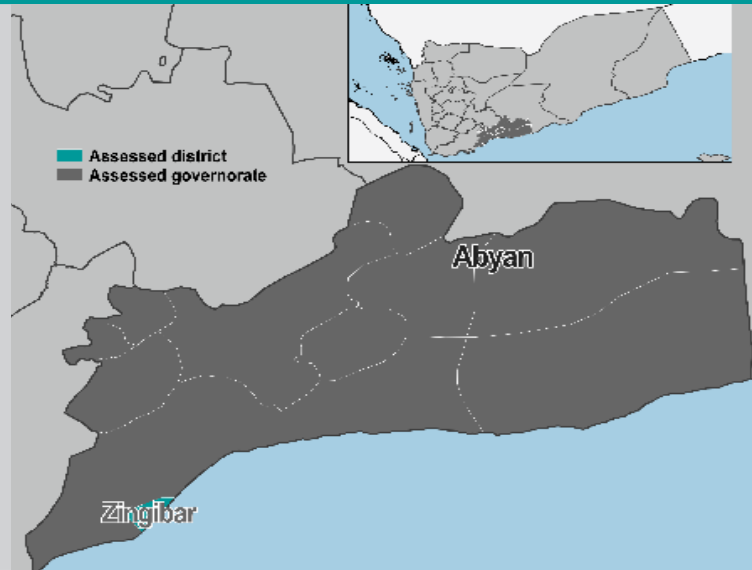 Assessed district
Assessed governorate
Abyan
Zingibar